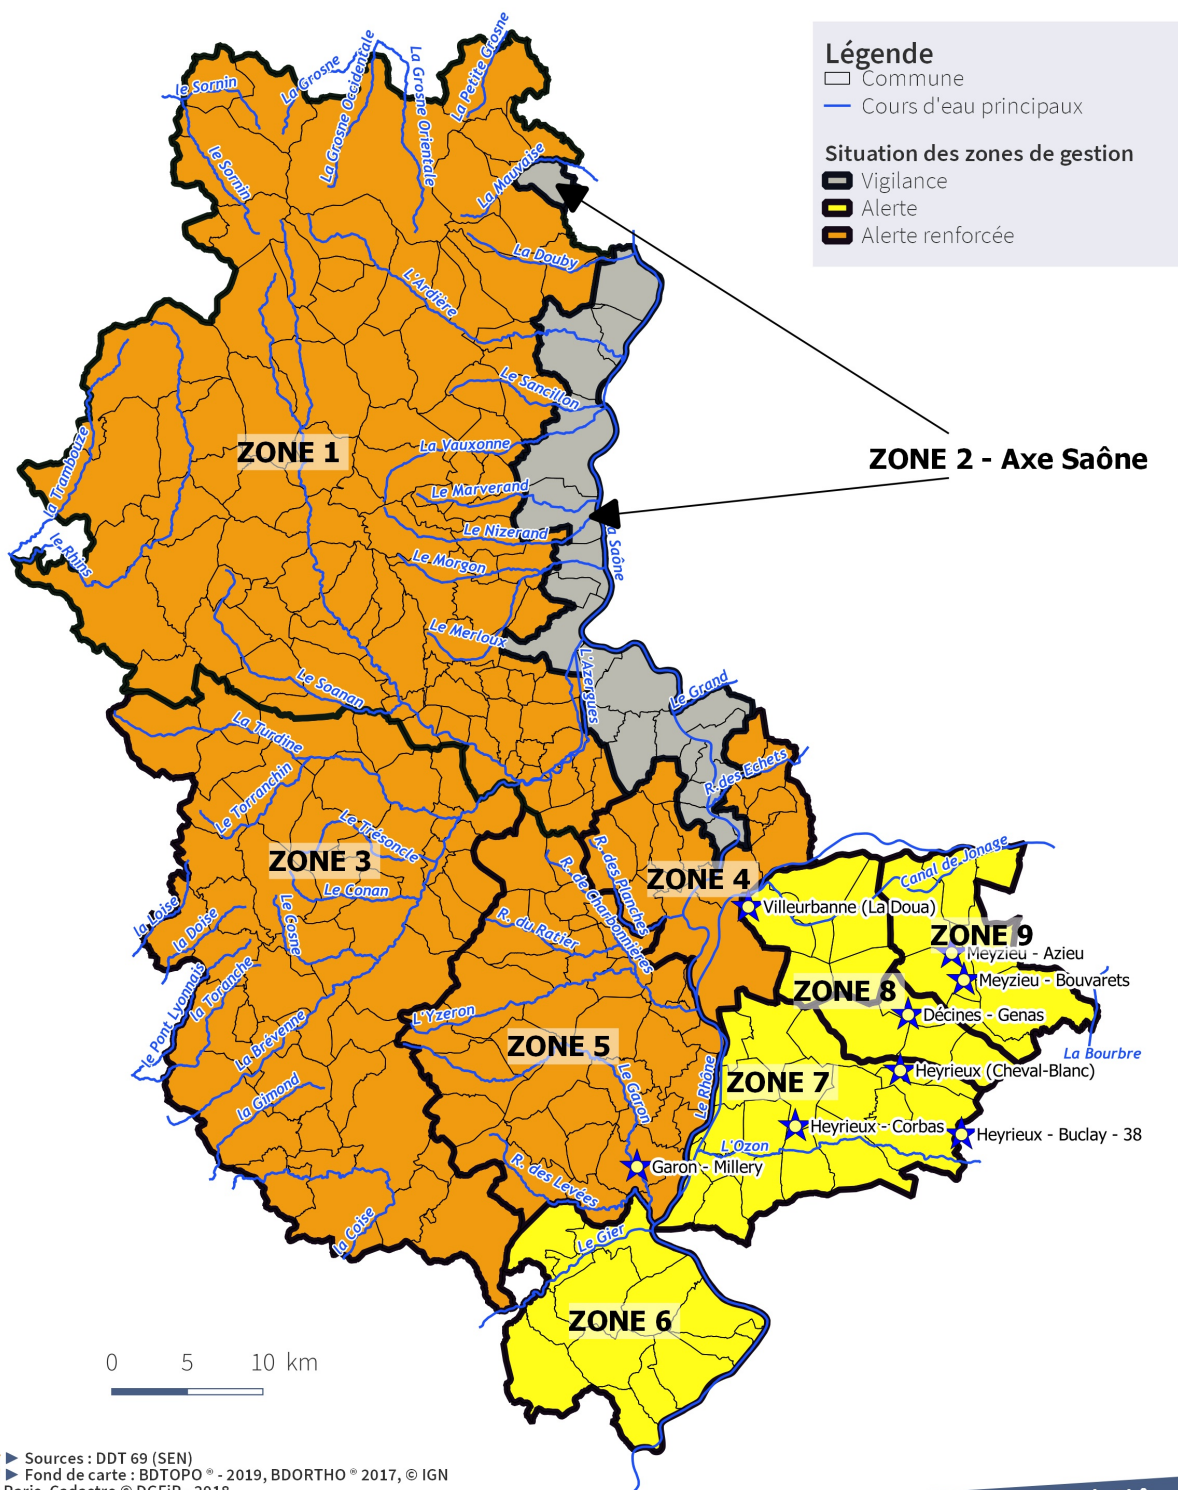 Légende
Commune
Cours d'eau principaux
Situation des zones de gestion
Vigilance
Alerte
Alerte renforcée
le Sornin
La Grosne
La Grosne Occidentale
La Grosne Orientale
La Petite Grosne
le Sornin
La Mauvaise
La Douby
L'Ardière
Le Sancillon
ZONE 1
La Vauxonne
ZONE 2 - Axe Saône
la Trambouze
Le Marverand
Le Nizerand
le Rhins
Le Morgon
Saône
Le Merloux
L'Azergues
Le Soanan
Le Grand
La Turdine
R. des Echets
Le Torranchin
Le Trésoncle
ZONE 3
R. des Planches
ZONE 4
Canal de Jonage
Le Conan
R. de Charbonnières
Villeurbanne (La Doua)
la Loise
la Doise
Le Cosne
R. du Ratier
ZONE 9
Meyzieu - Azieu
Meyzieu - Bouvarets
la Toranche
ZONE 8
le Pont Lyonnais
L'Yzeron
Décines - Genas
La Brévenne
ZONE 5
La Bourbre
Heyrieux (Cheval-Blanc)
ZONE 7
Le Rhône
Le Garon
la Gimond
Heyrieux - Corbas
Heyrieux - Buclay - 38
L'Ozon
Garon - Millery
R. des Levées
la Coise
Le Gier
ZONE 6
0 5 10 km
Sources : DDT 69 (SEN)
Fond de carte : BDTOPO ® - 2019, BDORTHO ® 2017, © IGN